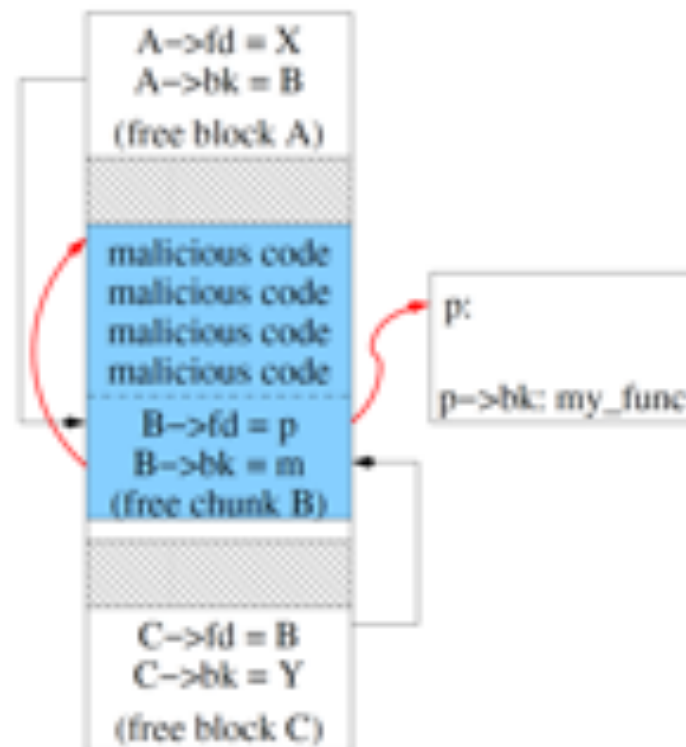 A->fd = X
A->bk = B
(free block A)
malicious code
malicious code
malicious code
malicious code
B->fd = p
B->bk = m
(free chunk B)
p:
p->bk: my_func
C->fd = B
C->bk = Y
(free block C)